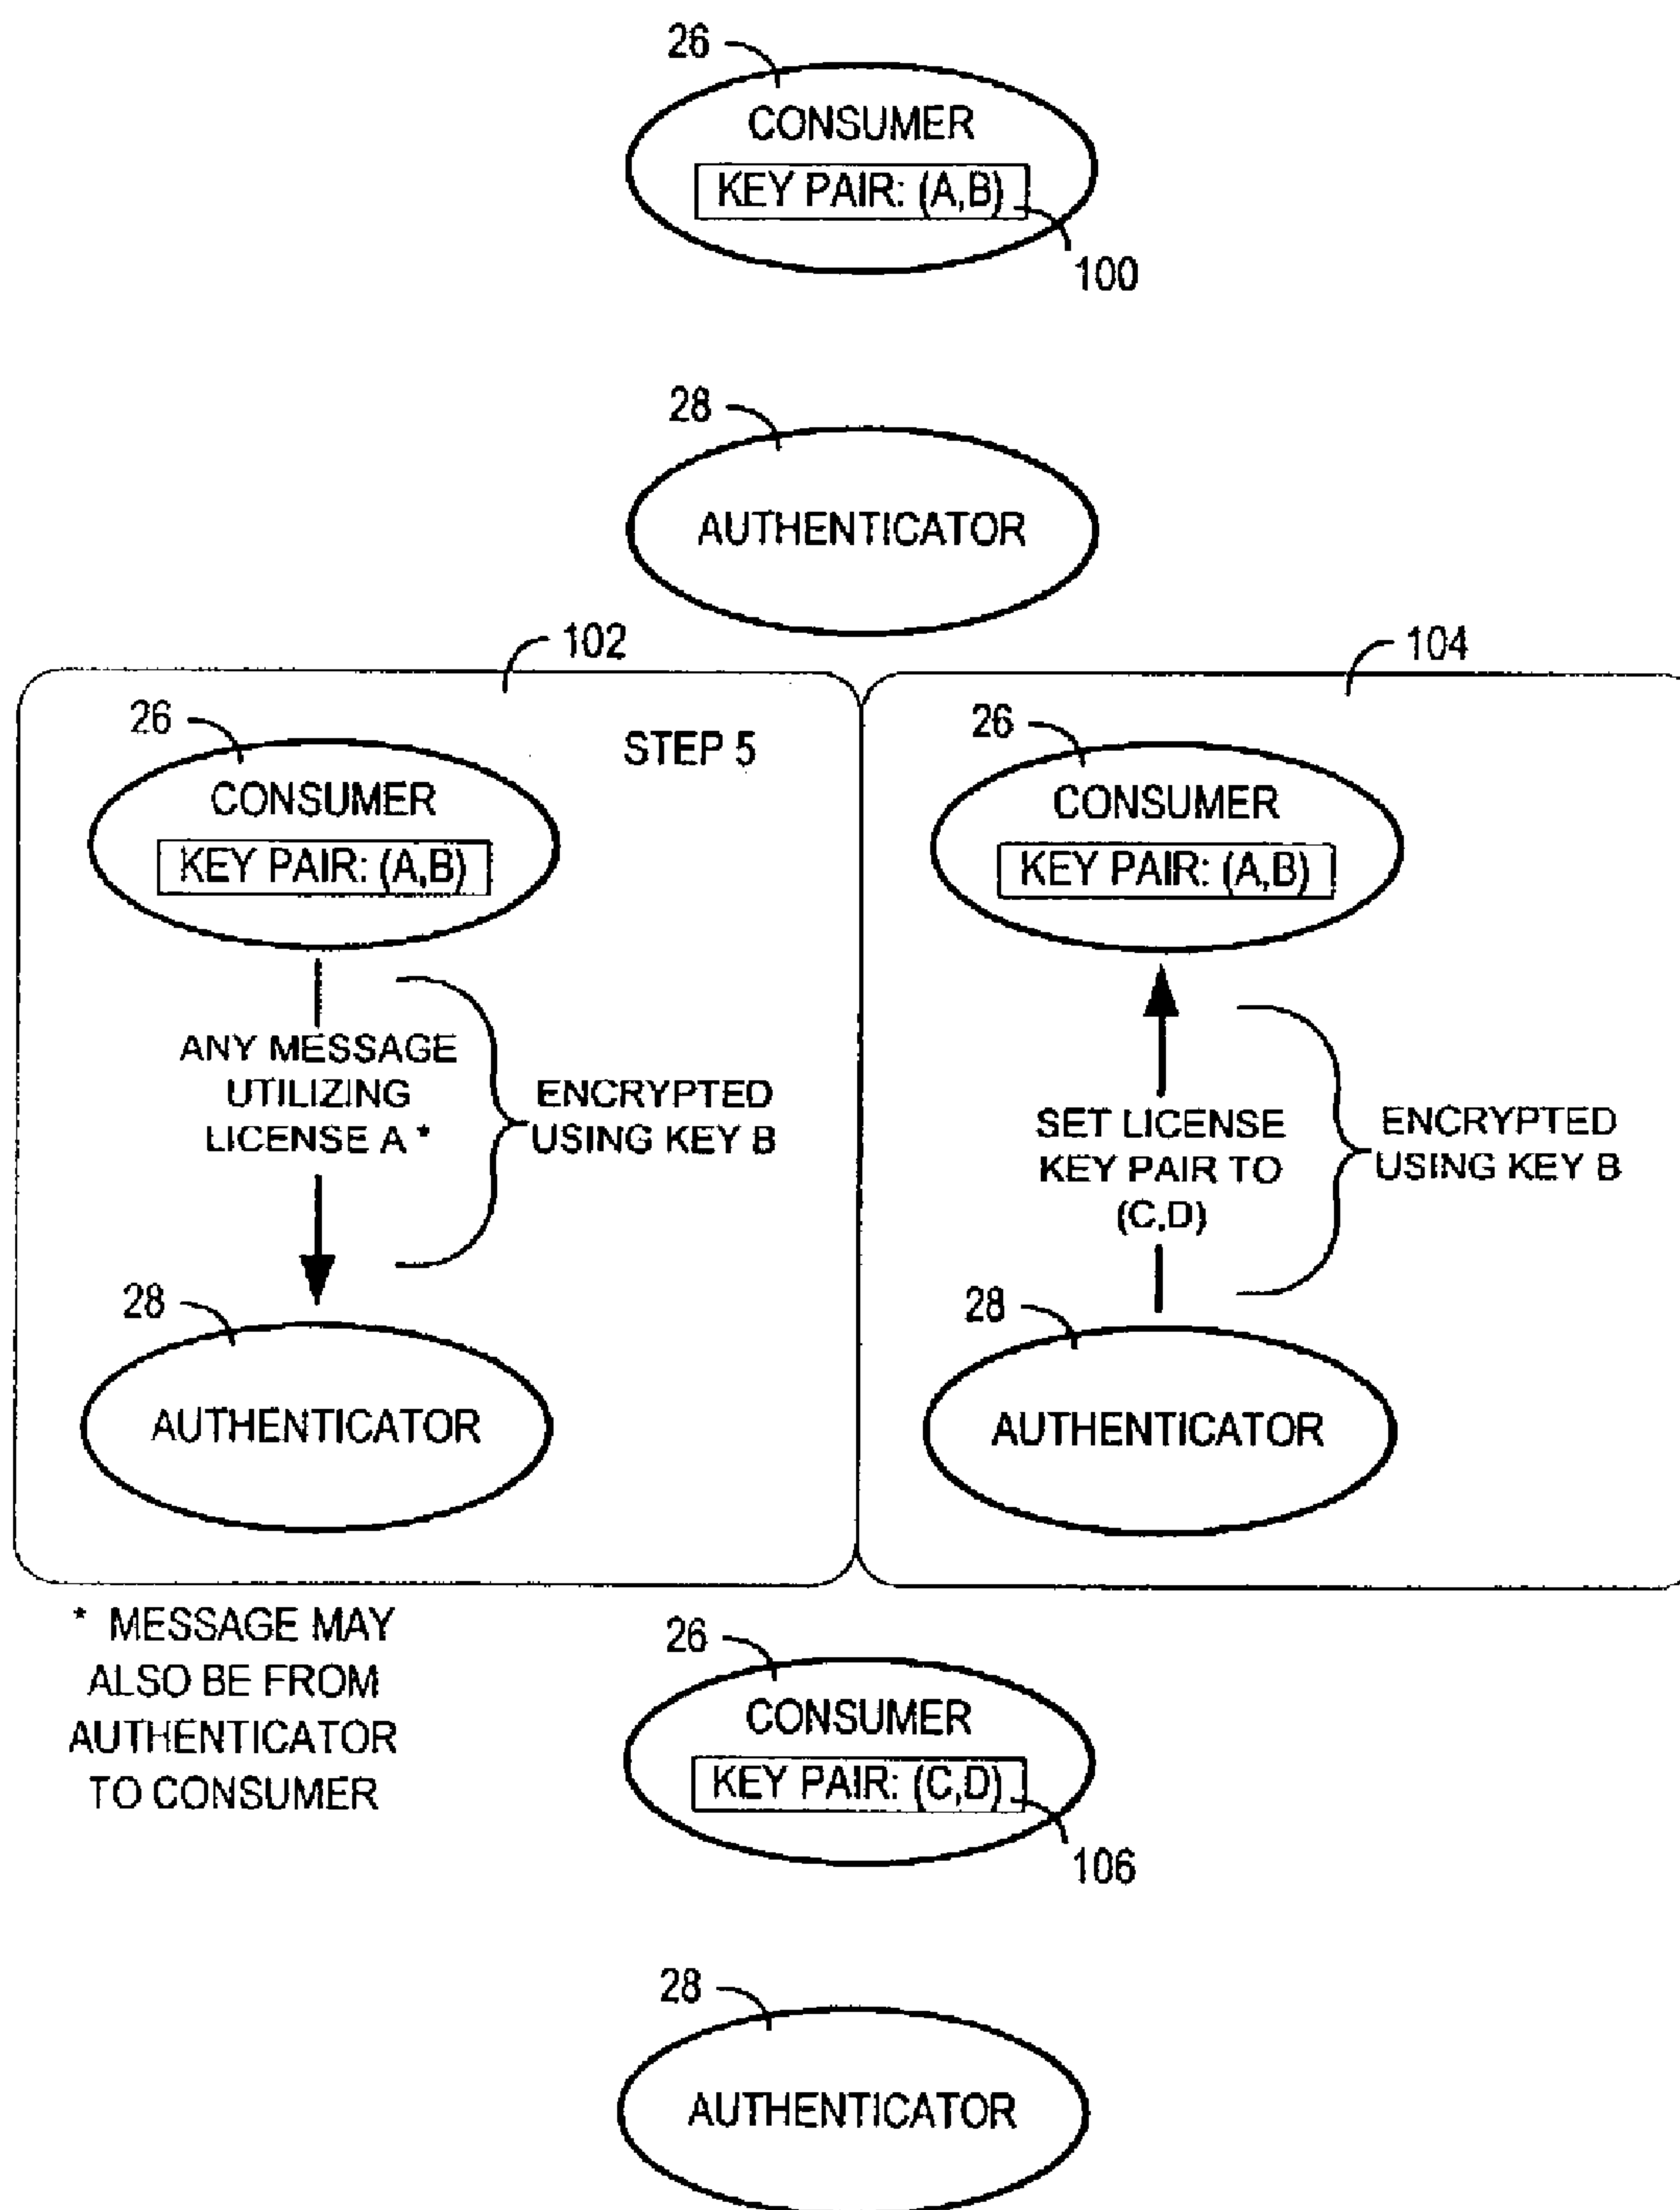 26
CONSUMER
KEY PAIR: (A,B)
100
28
AUTHENTICATOR
102
26
STEP 5
CONSUMER
KEY PAIR: (A,B)
ANY MESSAGE
UTILIZING
LICENSE A *
ENCRYPTED
USING KEY B
28
AUTHENTICATOR
104
26
CONSUMER
KEY PAIR: (A,B)
SET LICENSE
KEY PAIR TO
(C,D)
ENCRYPTED
USING KEY B
28
AUTHENTICATOR
* MESSAGE MAY
ALSO BE FROM
AUTHENTICATOR
TO CONSUMER
26
CONSUMER
KEY PAIR: (C,D)
106
28
AUTHENTICATOR